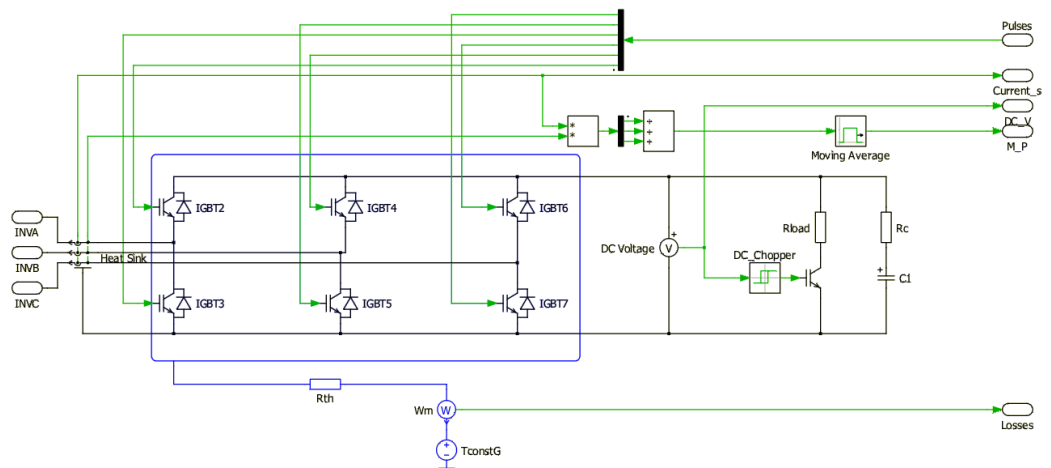 Pulses
Current_s
DC_V
M_P
Moving Average
INVA
INVB
INVC
Heat Sink
IGBT2
IGBT4
IGBT6
IGBT3
IGBT5
IGBT7
DC Voltage
V
DC_Chopper
Rload
Rc
C1
Rth
Wm
W
TconstG
Losses